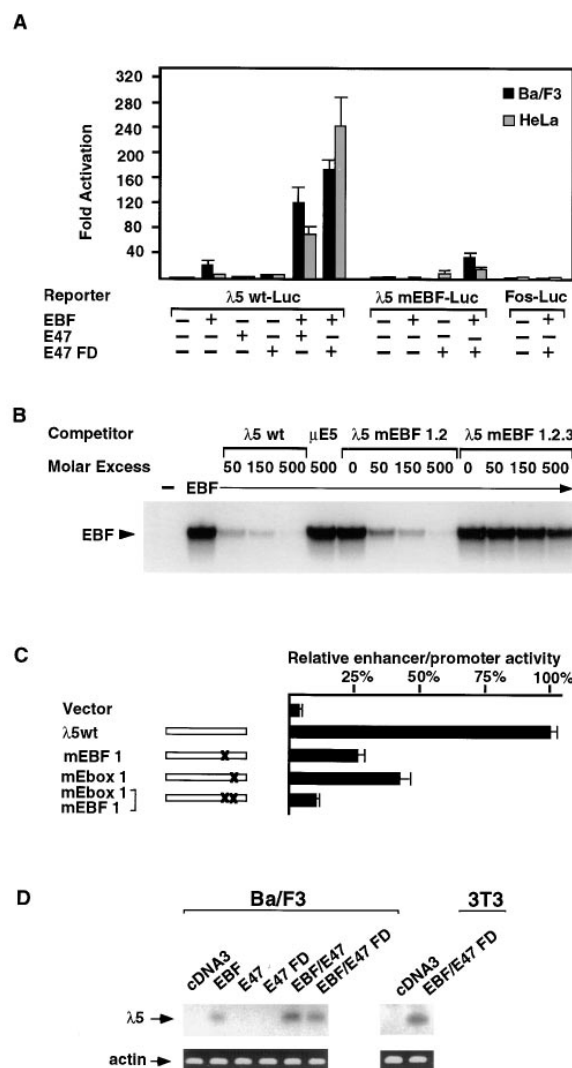 A
Fold Activation
320
280
240
200
160
120
80
40
Ba/F3
HeLa
Reporter λ5 wt-Luc λ5 mEBF-Luc Fos-Luc
EBF − + − − + + − + − + − +
E47 − − + − + − − − − − − −
E47 FD − − − + − + − − + + − +
B
Competitor λ5 wt μE5 λ5 mEBF 1.2 λ5 mEBF 1.2.3
Molar Excess 50 150 500 500 0 50 150 500 0 50 150 500
− EBF
EBF
C
Relative enhancer/promoter activity
25% 50% 75% 100%
Vector
λ5wt
mEBF 1
mEbox 1
mEbox 1
mEBF 1
D
Ba/F3 3T3
cDNA3 EBF E47 E47 FD EBF/E47 EBF/E47 FD cDNA3 EBF/E47 FD
λ5
actin